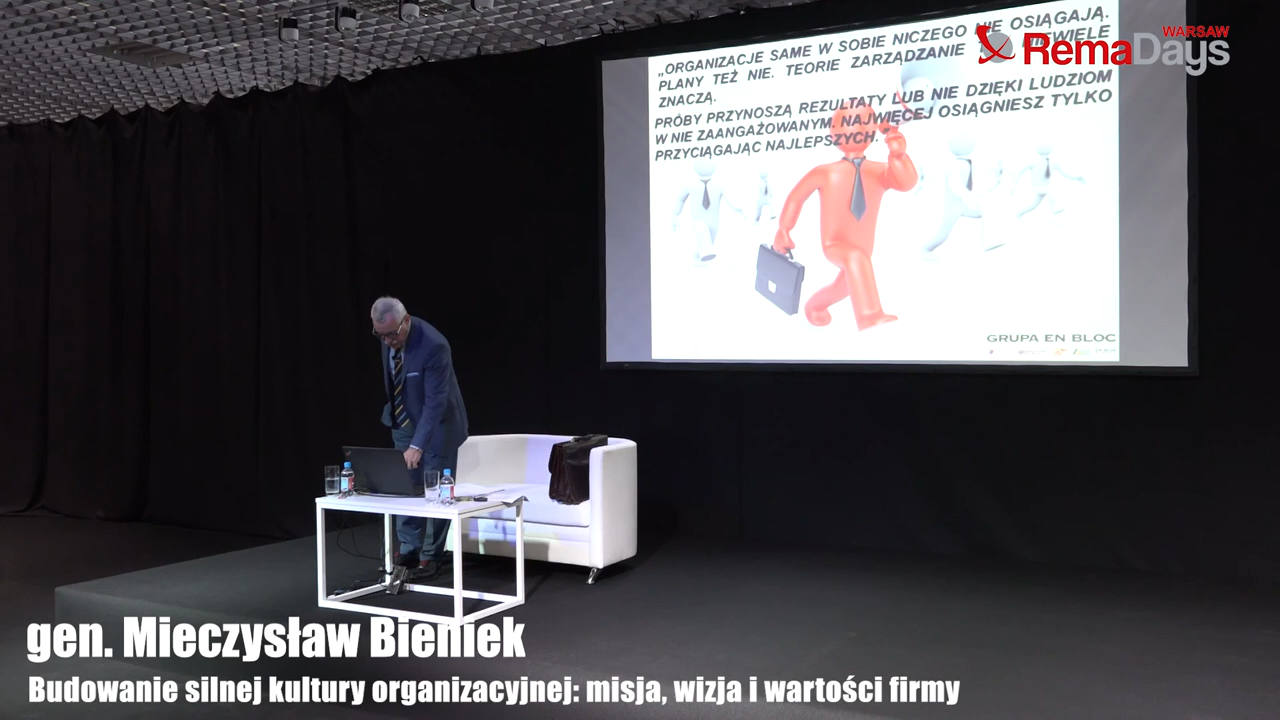 „ORGANIZACJE SAME W SOBIE NICZEGO NIE OSIĄGAJĄ.
PLANY TEŻ NIE. TEORIE ZARZĄDZANIE NIEWIELE
ZNACZĄ.
PRÓBY PRZYNOSZĄ REZULTATY LUB NIE DZIĘKI LUDZIOM
W NIE ZAANGAŻOWANYM. NAJWIĘCEJ OSIĄGNIESZ TYLKO
PRZYCIĄGAJĄC NAJLEPSZYCH.
WARSAW
RemaDays
GRUPA EN BLOC
gen. Mieczysław Bieniek
Budowanie silnej kultury organizacyjnej: misja, wizja i wartości firmy